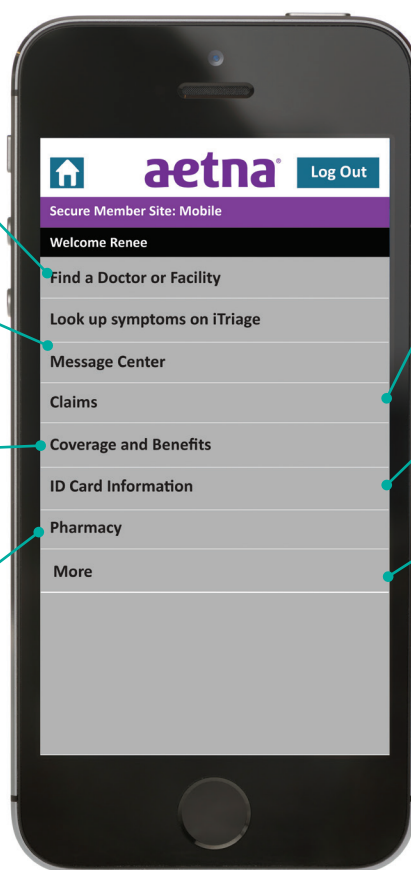 aetna®
Log Out
Secure Member Site: Mobile
Welcome Renee
Find a Doctor or Facility
Look up symptoms on iTriage
Message Center
Claims
Coverage and Benefits
ID Card Information
Pharmacy
More